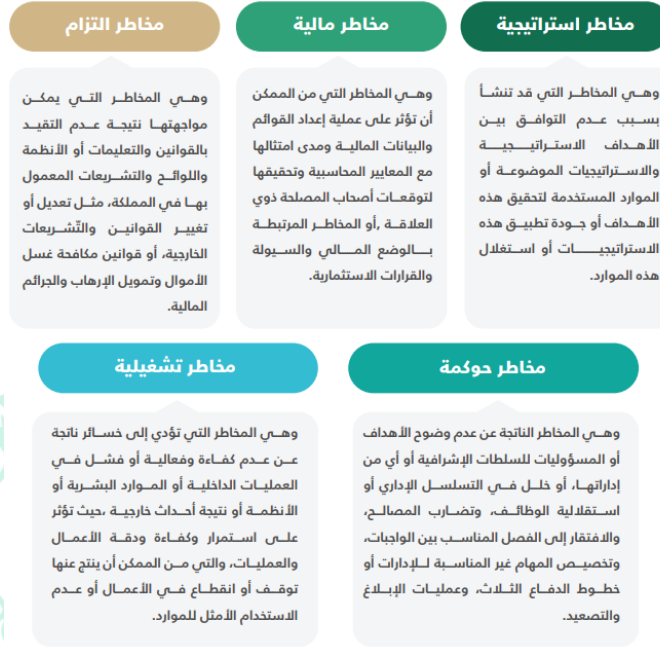 مخاطر استراتيجية
وهي المخاطر التي قد تنشأ
بسبب عدم التوافق بين
الأهداف الاستراتيجية
والاستراتيجيات الموضوعة أو
الموارد المستخدمة لتحقيق هذه
الأهداف أو جودة تطبيق هذه
الاستراتيجيات أو استغلال
هذه الموارد.
مخاطر مالية
وهي المخاطر التي من الممكن
أن تؤثر على عملية إعداد القوائم
والبيانات المالية ومدى امتثالها
مع المعايير المحاسبية وتحقيقها
لتوقعات أصحاب المصلحة ذوي
العلاقة ,أو المخاطر المرتبطة
بالوضع المالي والسيولة
والقرارات الاستثمارية.
مخاطر التزام
وهي المخاطر التي يمكن
مواجهتها نتيجة عدم التقيد
بالقوانين والتعليمات أو الأنظمة
واللوائح والتشريعات المعمول
بها في المملكة، مثل تعديل أو
تغيير القوانين والتّشريعات
الخارجية، أو قوانين مكافحة غسل
الأموال وتمويل الإرهاب والجرائم
المالية.
مخاطر حوكمة
وهي المخاطر الناتجة عن عدم وضوح الأهداف
أو المسؤوليات للسلطات الإشرافية أو أي من
إداراتها، أو خلل في التسلسل الإداري أو
استقلالية الوظائف، وتضارب المصالح،
والافتقار إلى الفصل المناسب بين الواجبات،
وتخصيص المهام غير المناسبة للإدارات أو
خطوط الدفاع الثلاث، وعمليات الإبلاغ
والتصعيد.
مخاطر تشغيلية
وهي المخاطر التي تؤدي إلى خسائر ناتجة
عن عدم كفاءة وفعالية أو فشل في
العمليات الداخلية أو الموارد البشرية أو
الأنظمة أو نتيجة أحداث خارجية ،حيث تؤثر
على استمرار وكفاءة ودقة الأعمال
والعمليات، والتي من الممكن أن ينتج عنها
توقف أو انقطاع في الأعمال أو عدم
الاستخدام الأمثل للموارد.